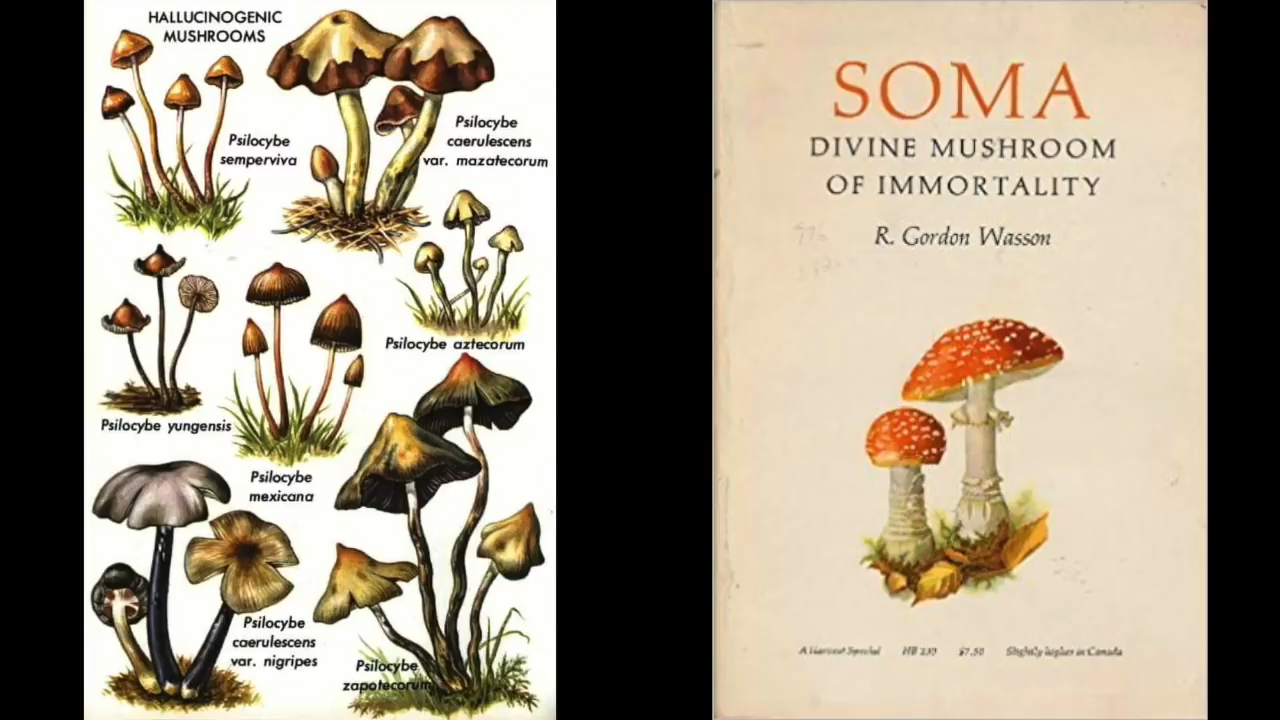 HALLUCINOGENIC
MUSHROOMS
Psilocybe
semperviva
Psilocybe
caerulescens
var. mazatecorum
Psilocybe aztecorum
Psilocybe yungensis
Psilocybe
mexicana
Psilocybe
caerulescens
var. nigripes
Psilocybe
zapotecorum
SOMA
DIVINE MUSHROOM
OF IMMORTALITY
R. Gordon Wasson
A Harvest Special HB $7.50 Slightly higher in Canada